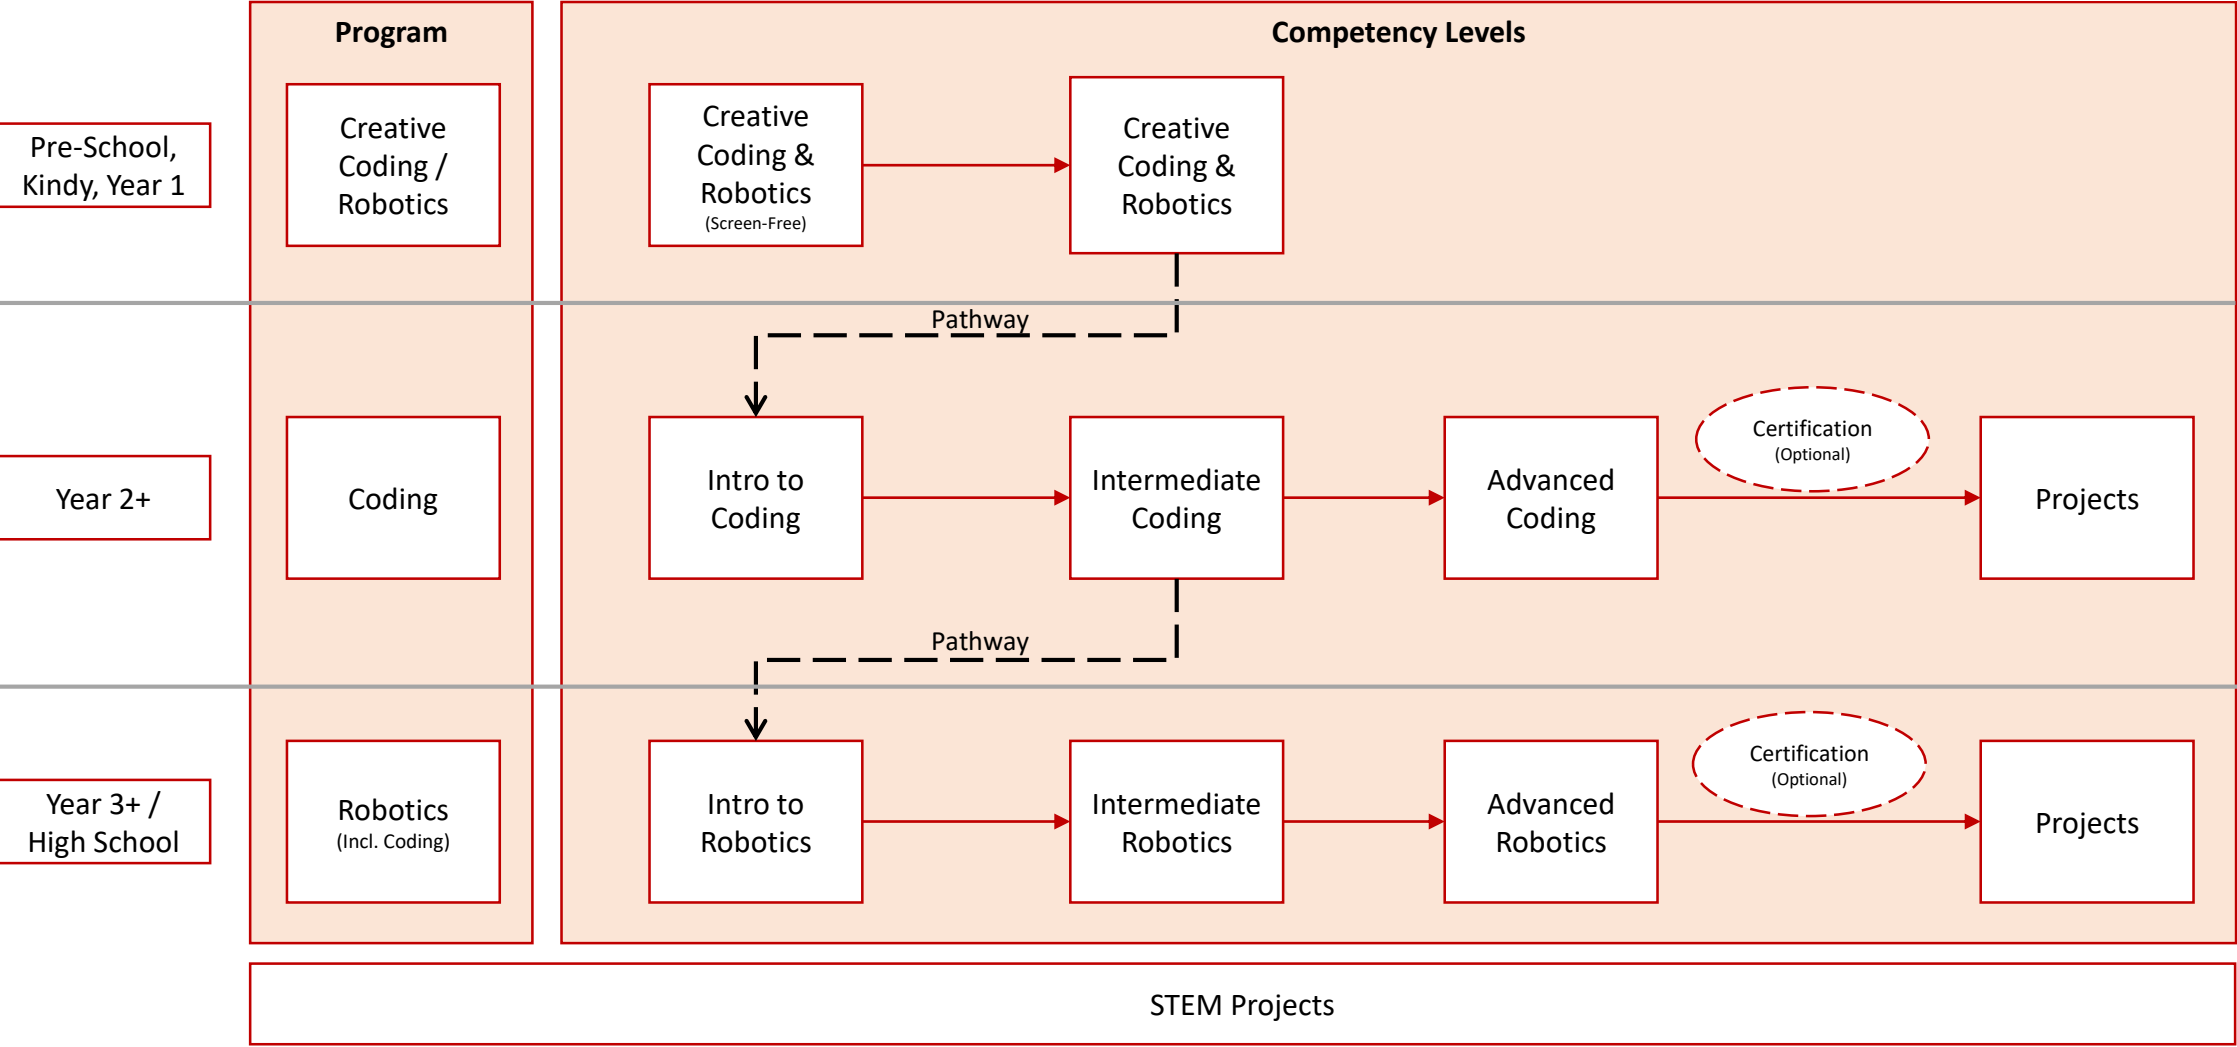 Program
Competency Levels
Pre-School,
Kindy, Year 1
Creative
Coding /
Robotics
Creative
Coding &
Robotics
(Screen-Free)
Creative
Coding &
Robotics
Pathway
Year 2+
Coding
Intro to
Coding
Intermediate
Coding
Advanced
Coding
Certification
(Optional)
Projects
Pathway
Year 3+ /
High School
Robotics
(Incl. Coding)
Intro to
Robotics
Intermediate
Robotics
Advanced
Robotics
Certification
(Optional)
Projects
STEM Projects